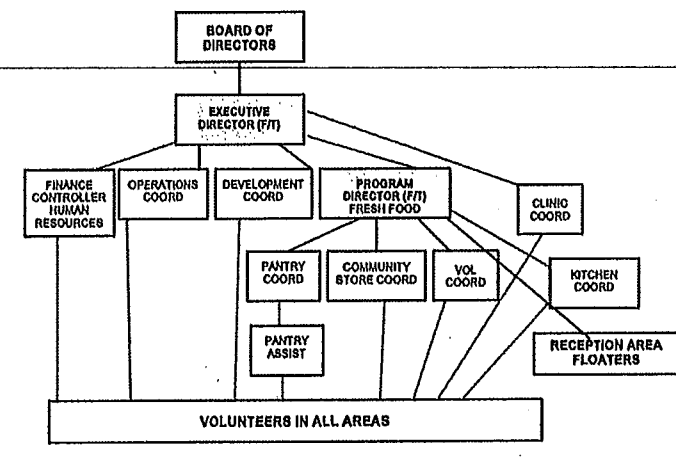 BOARD OF
DIRECTORS
EXECUTIVE
DIRECTOR (F/T)
FINANCE
CONTROLLER
HUMAN
RESOURCES
OPERATIONS
COORD
DEVELOPMENT
COORD
PROGRAM
DIRECTOR (F/T)
FRESH FOOD
CLINIC
COORD
PANTRY
COORD
COMMUNITY
STORE COORD
VOL
COORD
KITCHEN
COORD
PANTRY
ASSIST
RECEPTION AREA
FLOATERS
VOLUNTEERS IN ALL AREAS